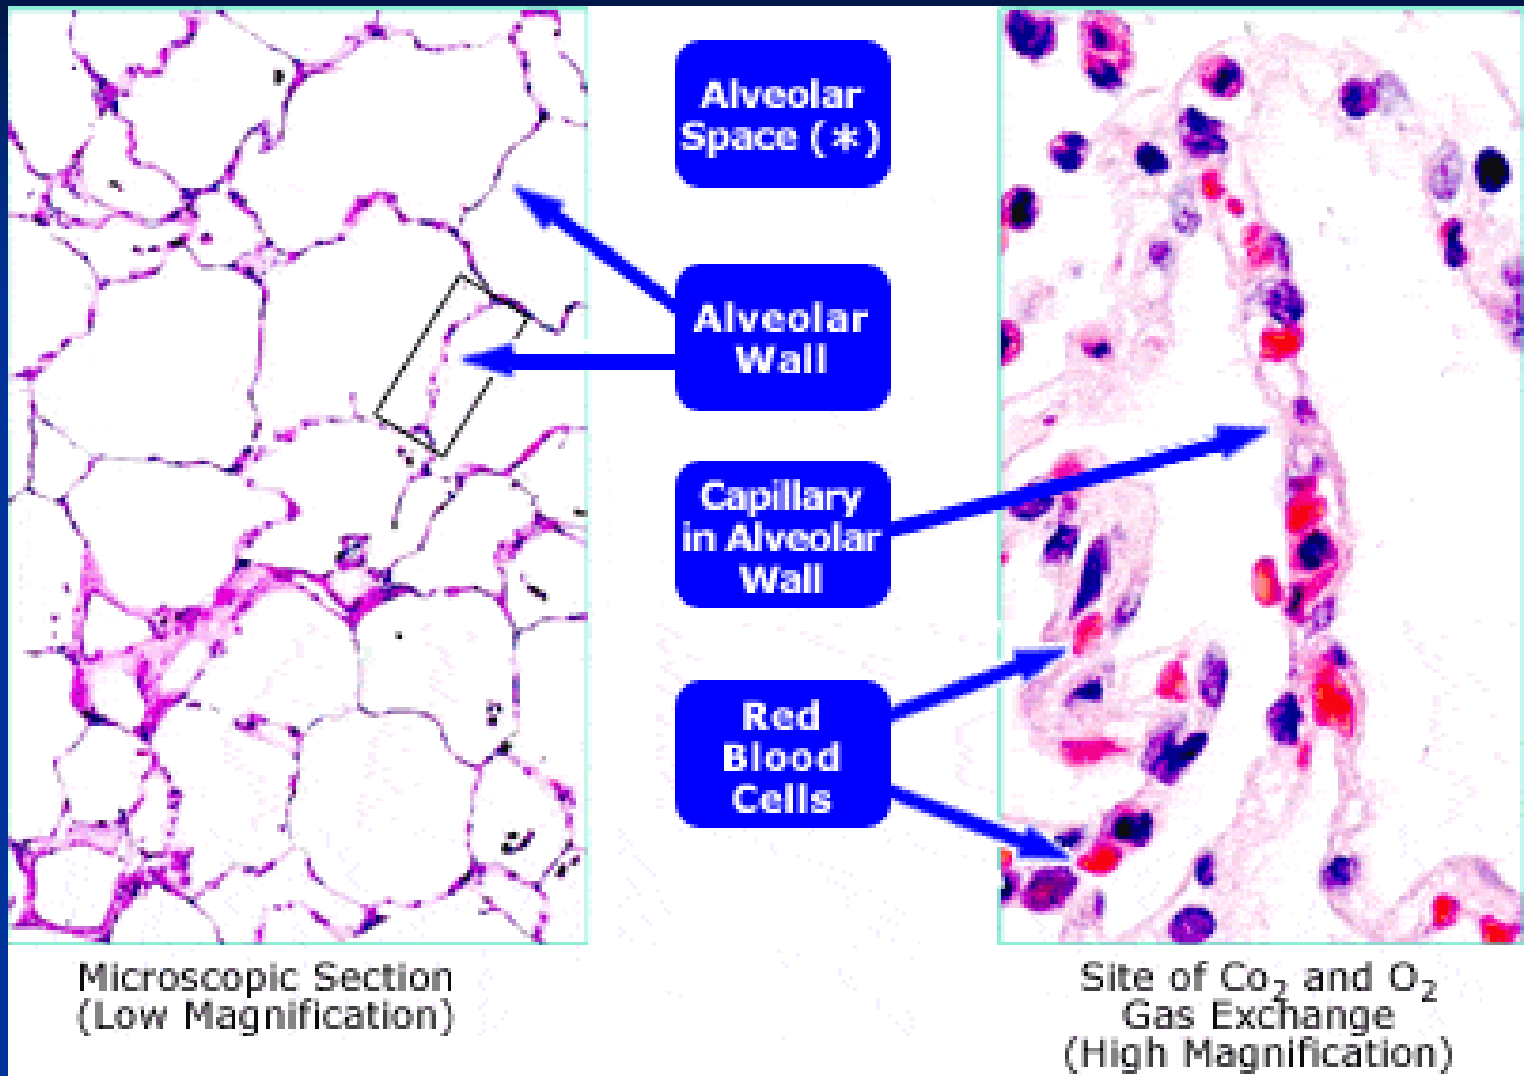 Alveolar
Space (*)
Alveolar
Wall
Capillary
in Alveolar
Wall
Red
Blood
Cells
Microscopic Section
(Low Magnification)
Site of Co₂ and O₂
Gas Exchange
(High Magnification)